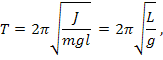 T = 2π√(J/mgl) = 2π√(L/g),